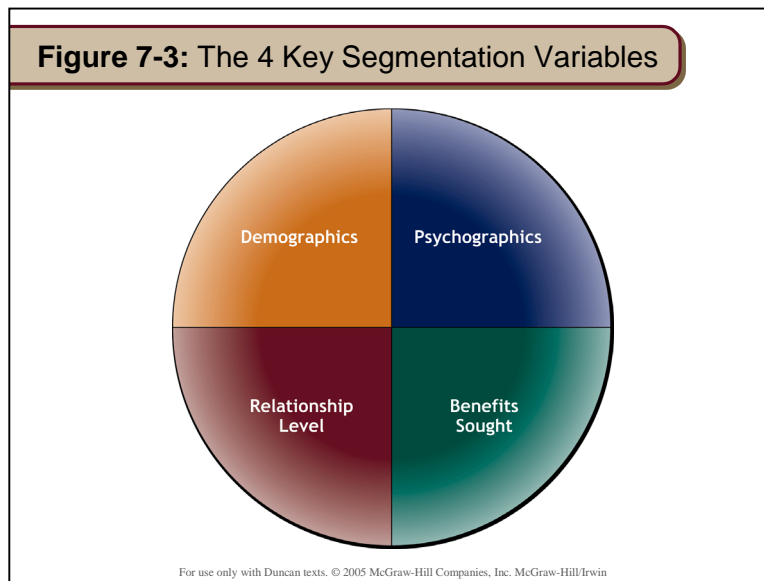 Figure 7-3: The 4 Key Segmentation Variables
Demographics
Psychographics
Relationship
Level
Benefits
Sought
For use only with Duncan texts. © 2005 McGraw-Hill Companies, Inc. McGraw-Hill/Irwin